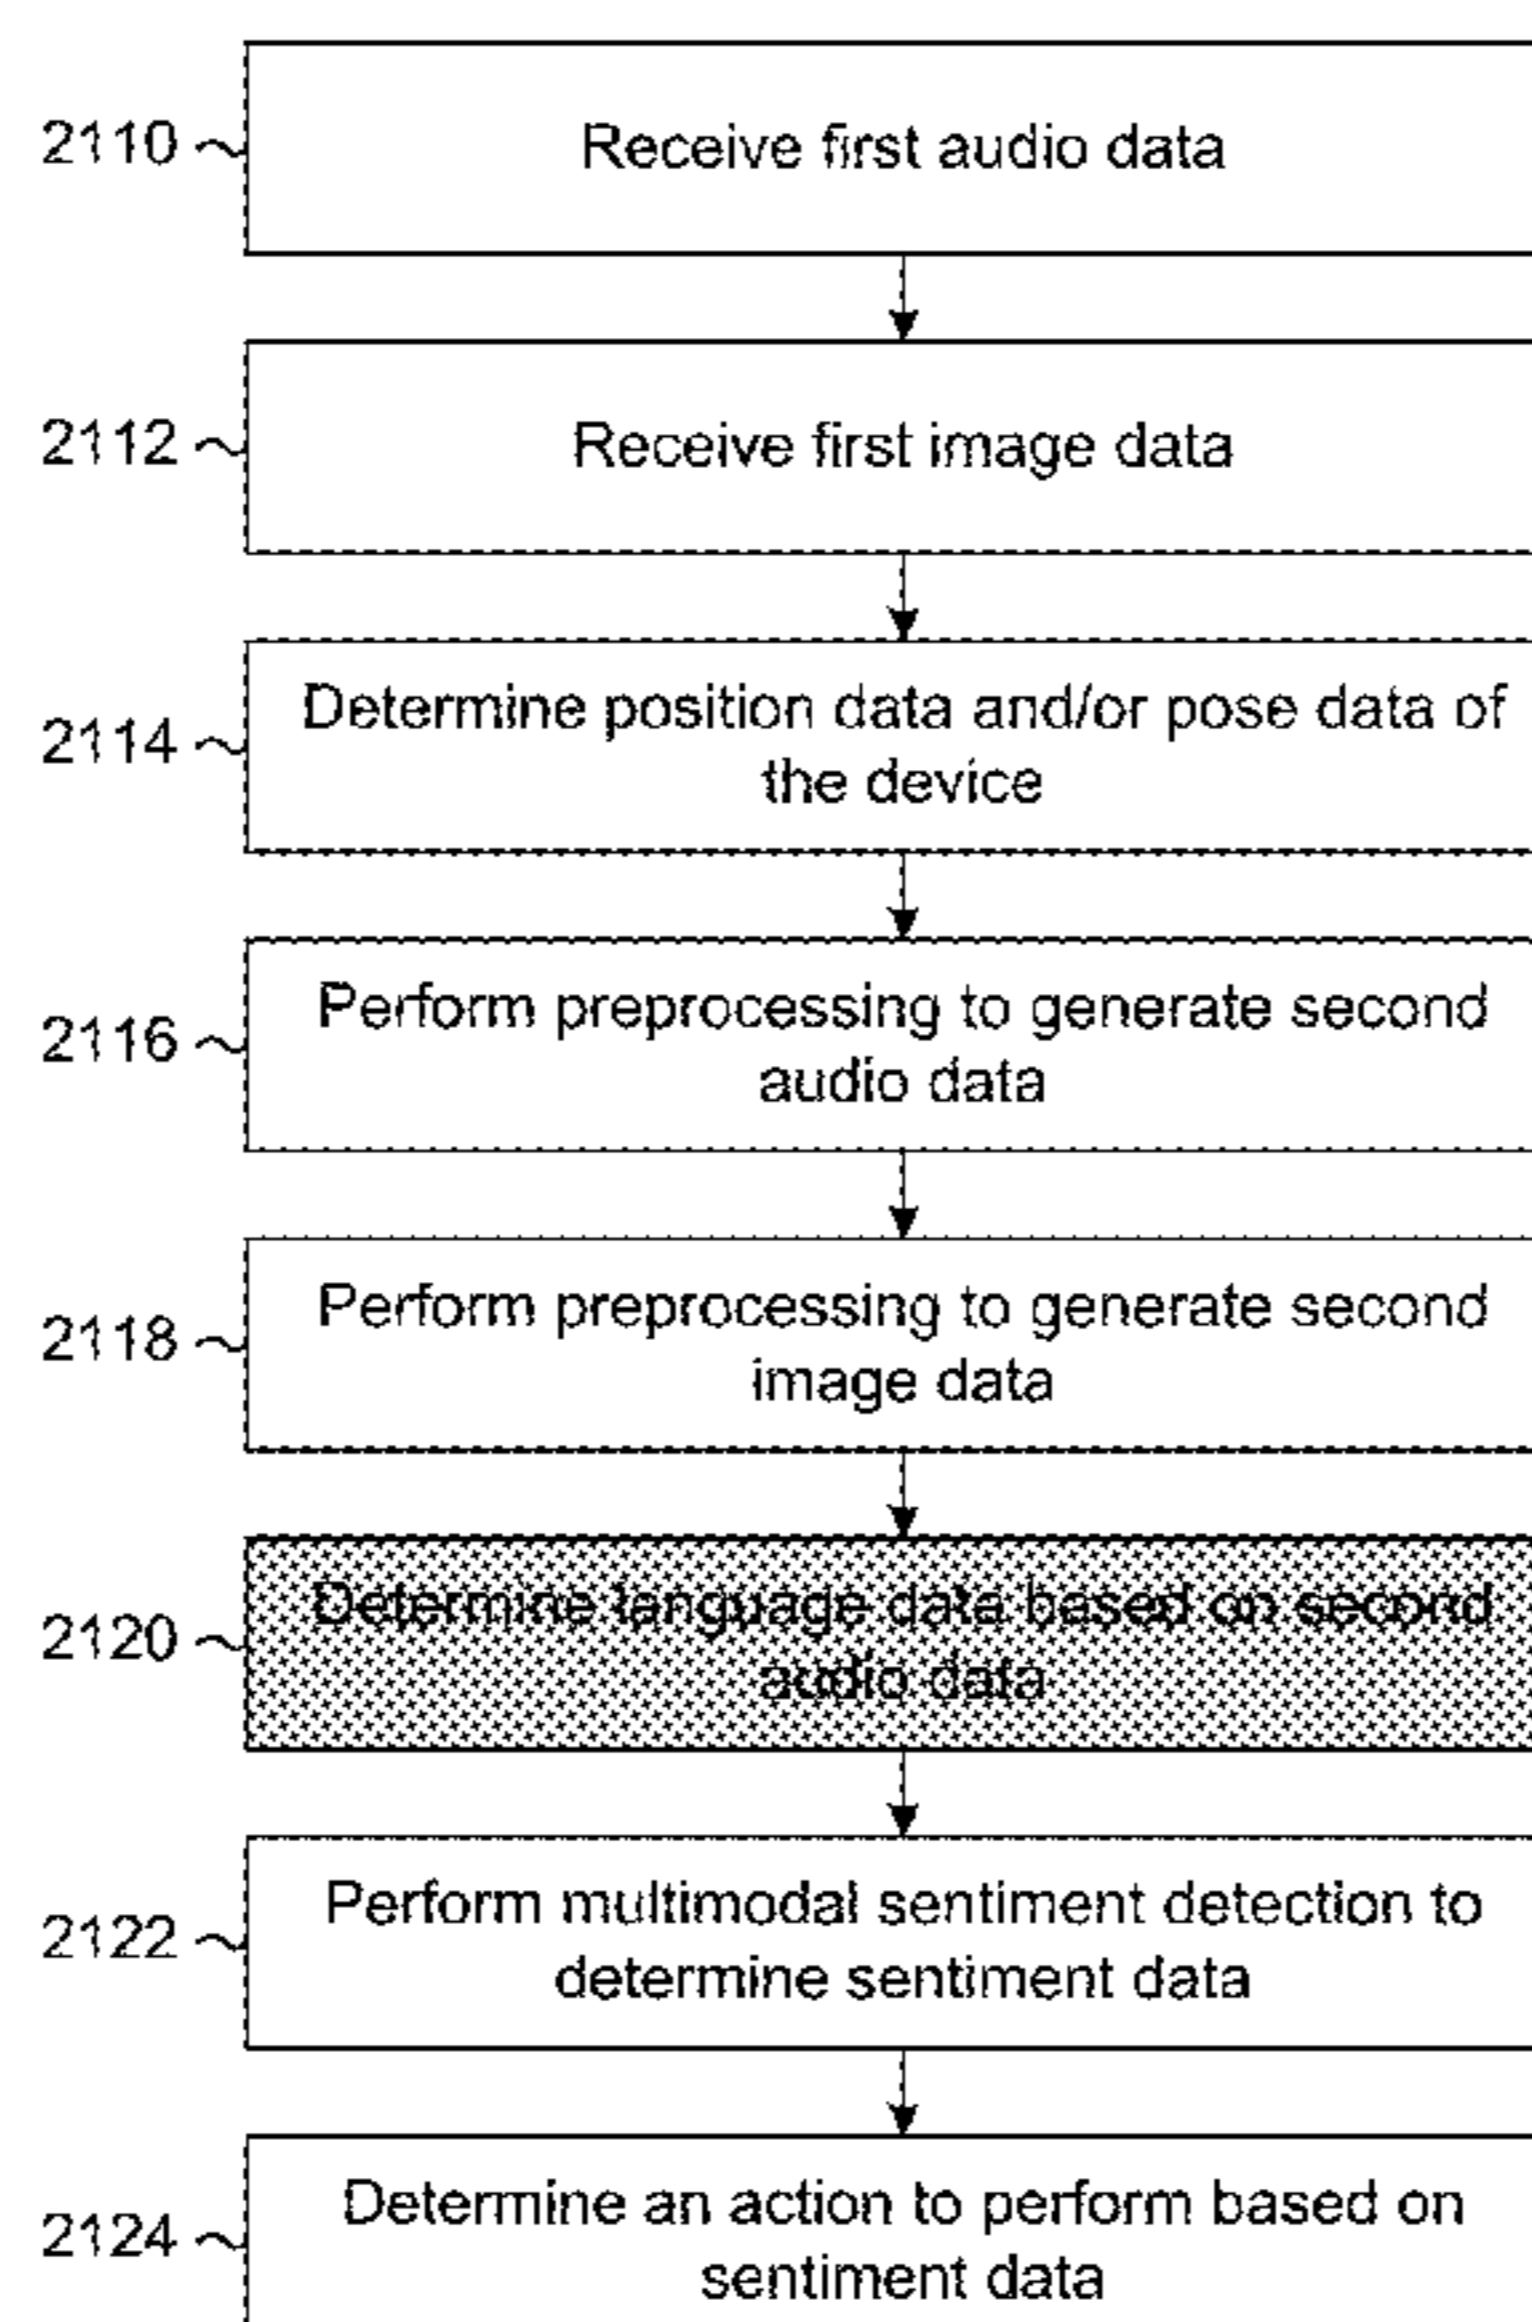 2110
Receive first audio data
2112
Receive first image data
2114
Determine position data and/or pose data of
the device
2116
Perform preprocessing to generate second
audio data
2118
Perform preprocessing to generate second
image data
2120
Determine language data based on second
audio data
2122
Perform multimodal sentiment detection to
determine sentiment data
2124
Determine an action to perform based on
sentiment data